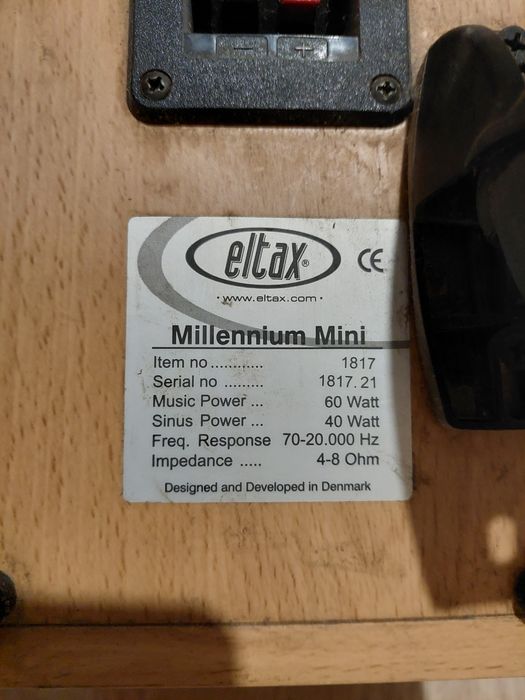 - +
eltax®
CE
· www.eltax.com ·
Millennium Mini
Item no ............ 1817
Serial no ......... 1817.21
Music Power ... 60 Watt
Sinus Power ... 40 Watt
Freq. Response 70-20.000 Hz
Impedance ..... 4-8 Ohm
Designed and Developed in Denmark